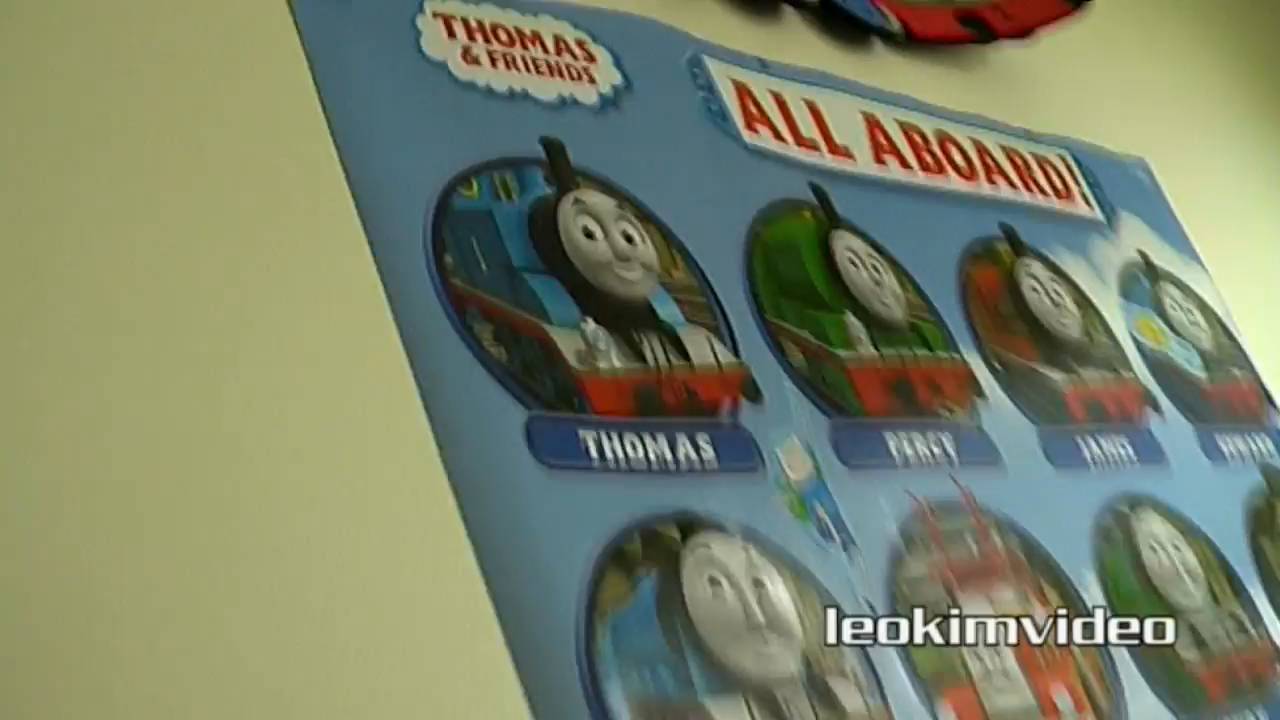 THOMAS
& FRIENDS
ALL ABOARD!
THOMAS
PERCY
JAMES
leokimvideo